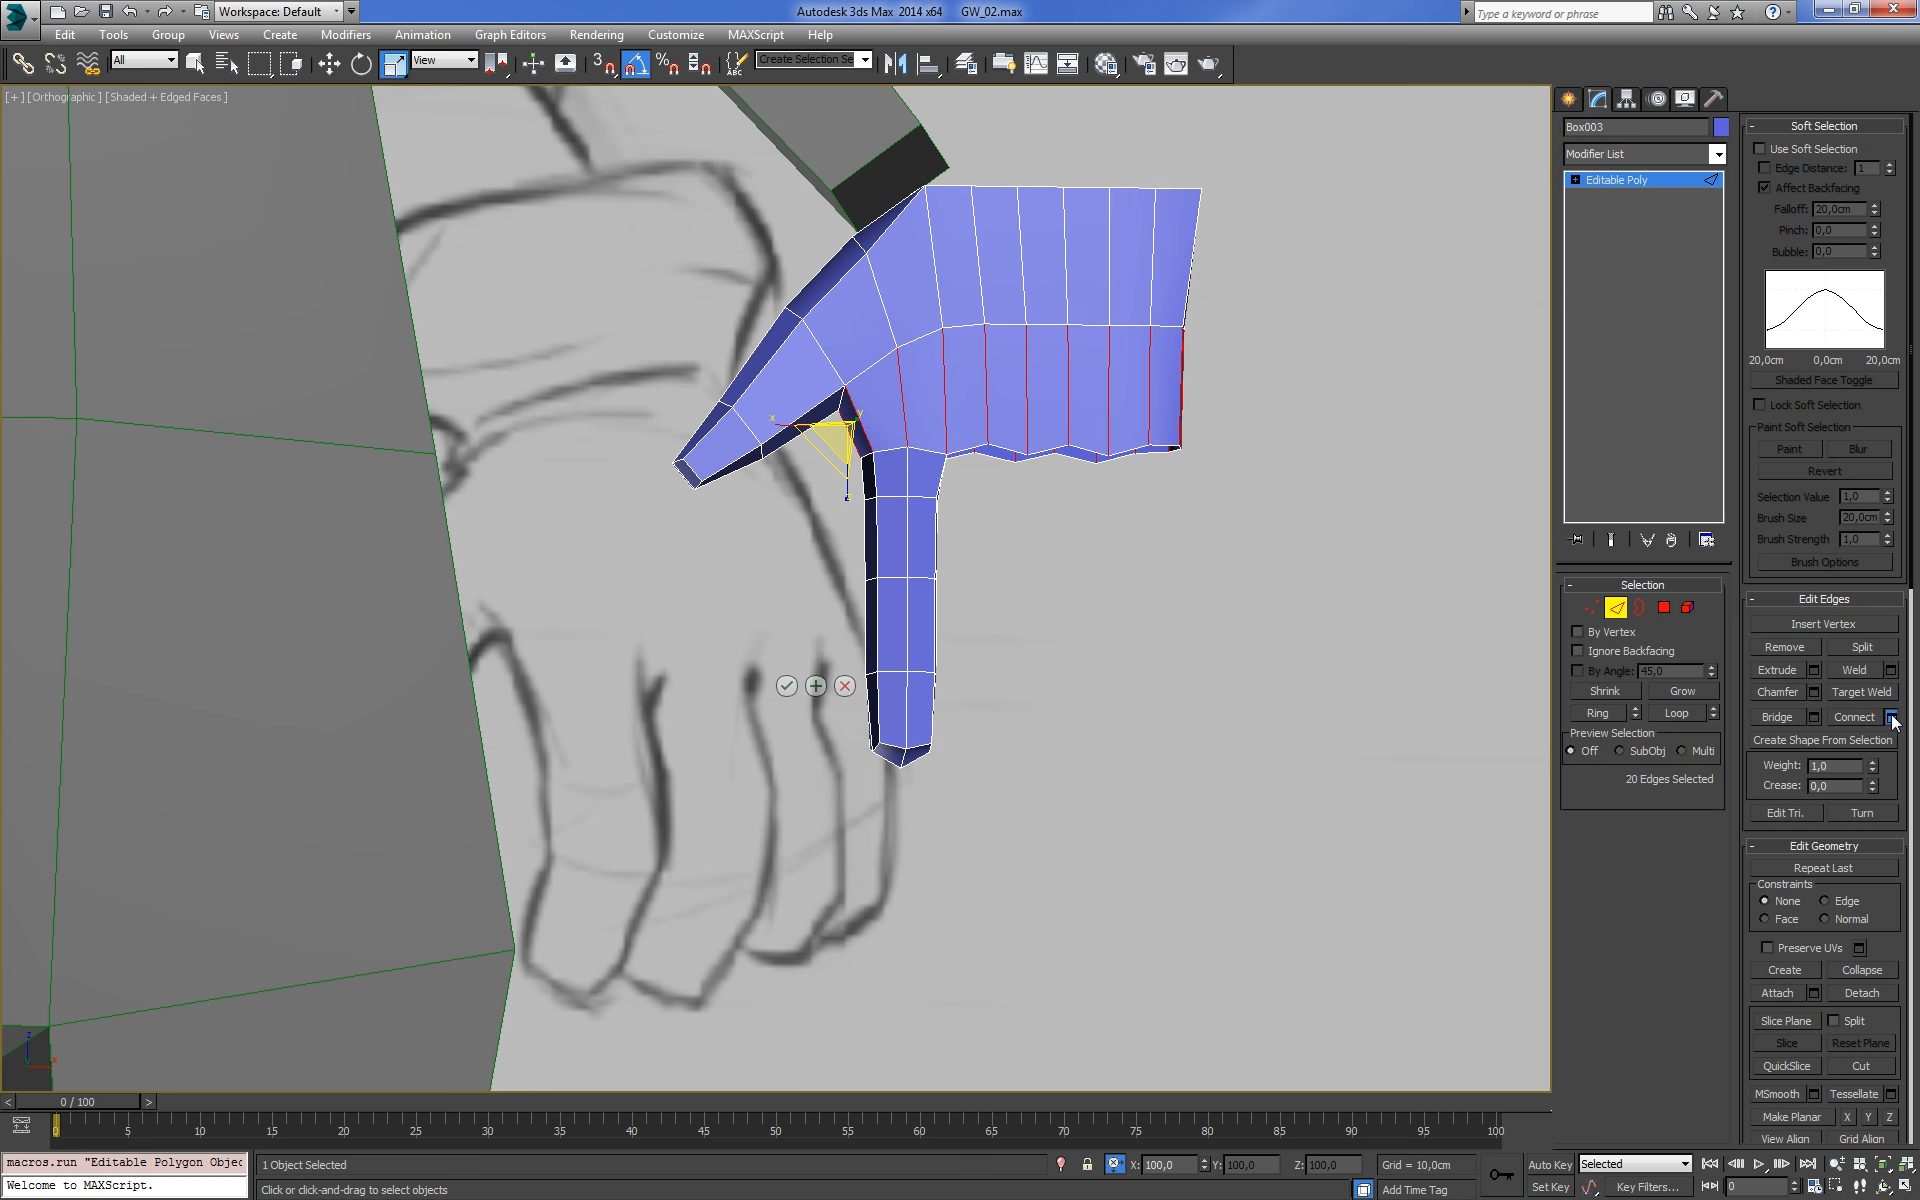 Workspace: Default
Autodesk 3ds Max 2014 x64 GW_02.max
Type a keyword or phrase
Edit Tools Group Views Create Modifiers Animation Graph Editors Rendering Customize MAXScript Help
All
View
3
ABC
Create Selection Se
[+] [Orthographic] [Shaded + Edged Faces]
Box003
Modifier List
Editable Poly
Selection
By Vertex
Ignore Backfacing
By Angle: 45,0
Shrink Grow
Ring Loop
Preview Selection
Off SubObj Multi
20 Edges Selected
Soft Selection
Use Soft Selection
Edge Distance: 1
Affect Backfacing
Falloff: 20,0cm
Pinch: 0,0
Bubble: 0,0
20,0cm 0,0cm 20,0cm
Shaded Face Toggle
Lock Soft Selection
Paint Soft Selection
Paint Blur
Revert
Selection Value 1,0
Brush Size 20,0cm
Brush Strength 1,0
Brush Options
Edit Edges
Insert Vertex
Remove Split
Extrude Weld
Chamfer Target Weld
Bridge Connect
Create Shape From Selection
Weight: 1,0
Crease: 0,0
Edit Tri. Turn
Edit Geometry
Repeat Last
Constraints
None Edge
Face Normal
Preserve UVs
Create Collapse
Attach Detach
Slice Plane Split
Slice Reset Plane
QuickSlice Cut
MSmooth Tessellate
Make Planar X Y Z
View Align Grid Align
x y z
z x
< 0 / 100 >
0 5 10 15 20 25 30 35 40 45 50 55 60 65 70 75 80 85 90 95 100
macros.run "Editable Polygon Objec
Welcome to MAXScript.
1 Object Selected
Click or click-and-drag to select objects
X: 100,0 Y: 100,0 Z: 100,0
Grid = 10,0cm
Add Time Tag
Auto Key Selected
Set Key Key Filters...
0